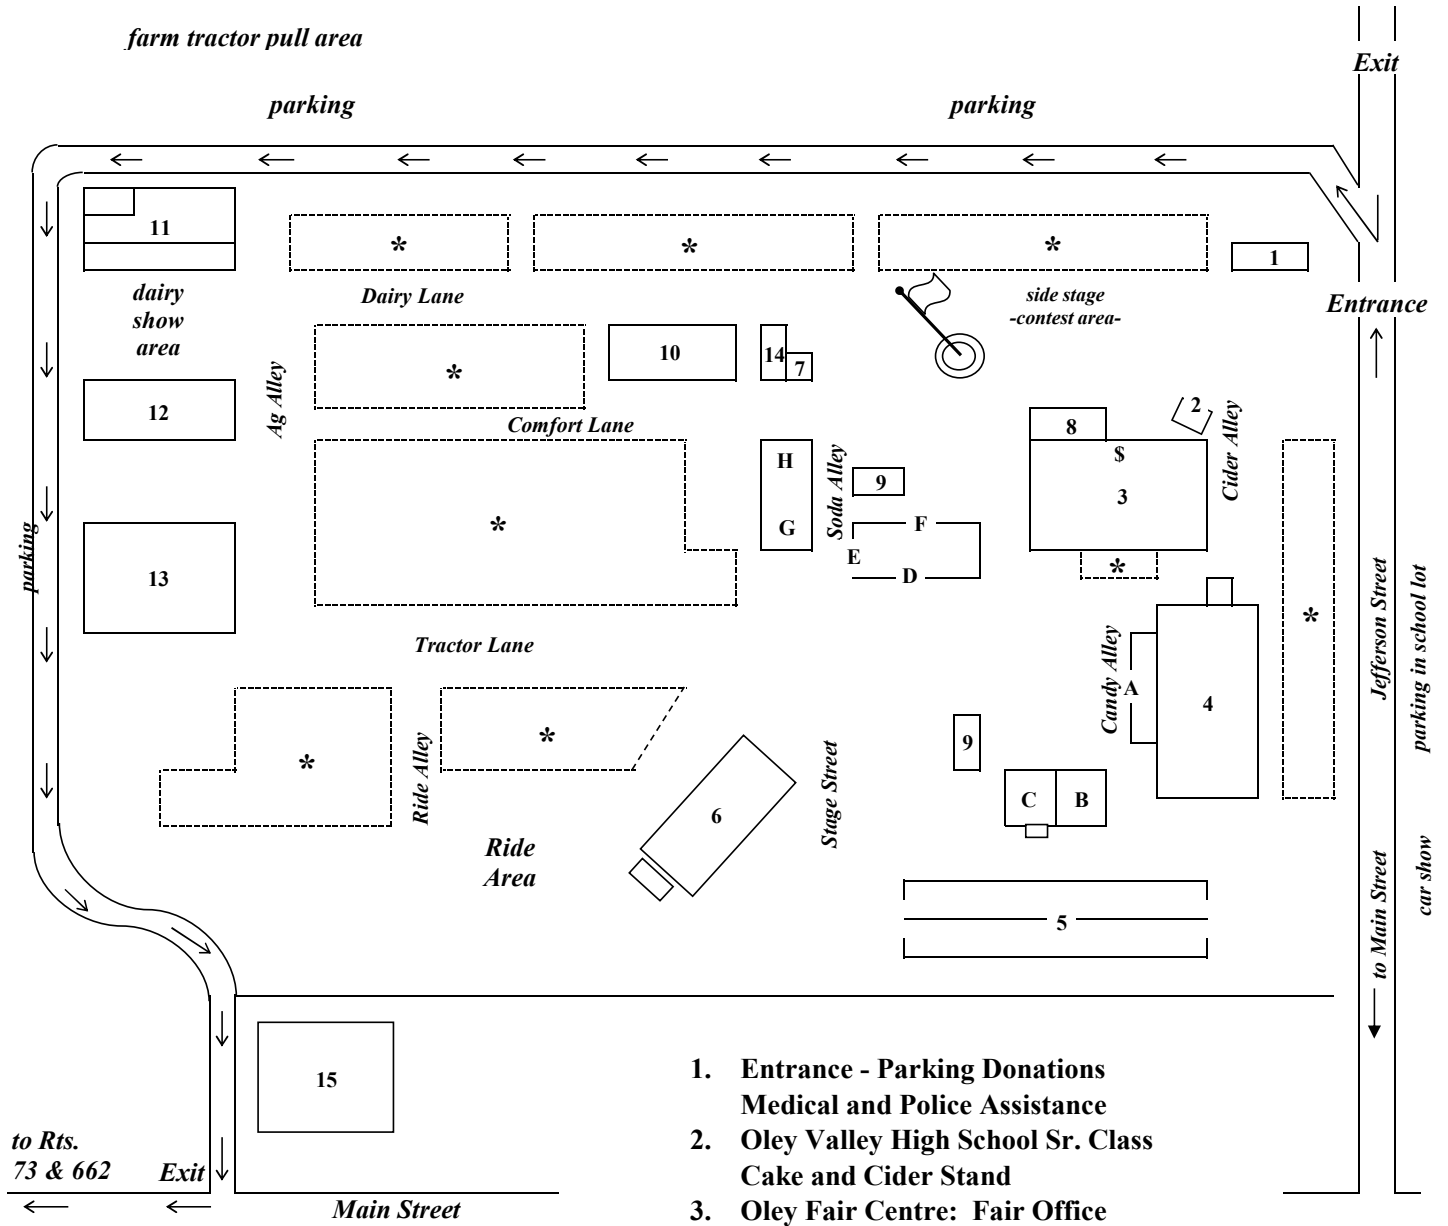 farm tractor pull area
Exit
parking
parking
11
*
*
*
1
dairy
show
area
Dairy Lane
side stage
-contest area-
Entrance
10
14
7
*
12
Ag Alley
Comfort Lane
8
2
Cider Alley
$
3
H
G
Soda Alley
9
F
E
D
*
*
parking
13
*
Jefferson Street
parking in school lot
Tractor Lane
Candy Alley
A
4
*
*
Ride Alley
9
6
Stage Street
C
B
Ride
Area
to Main Street
car show
5
15
1. Entrance - Parking Donations
Medical and Police Assistance
2. Oley Valley High School Sr. Class
Cake and Cider Stand
3. Oley Fair Centre: Fair Office
to Rts.
73 & 662
Exit
Main Street